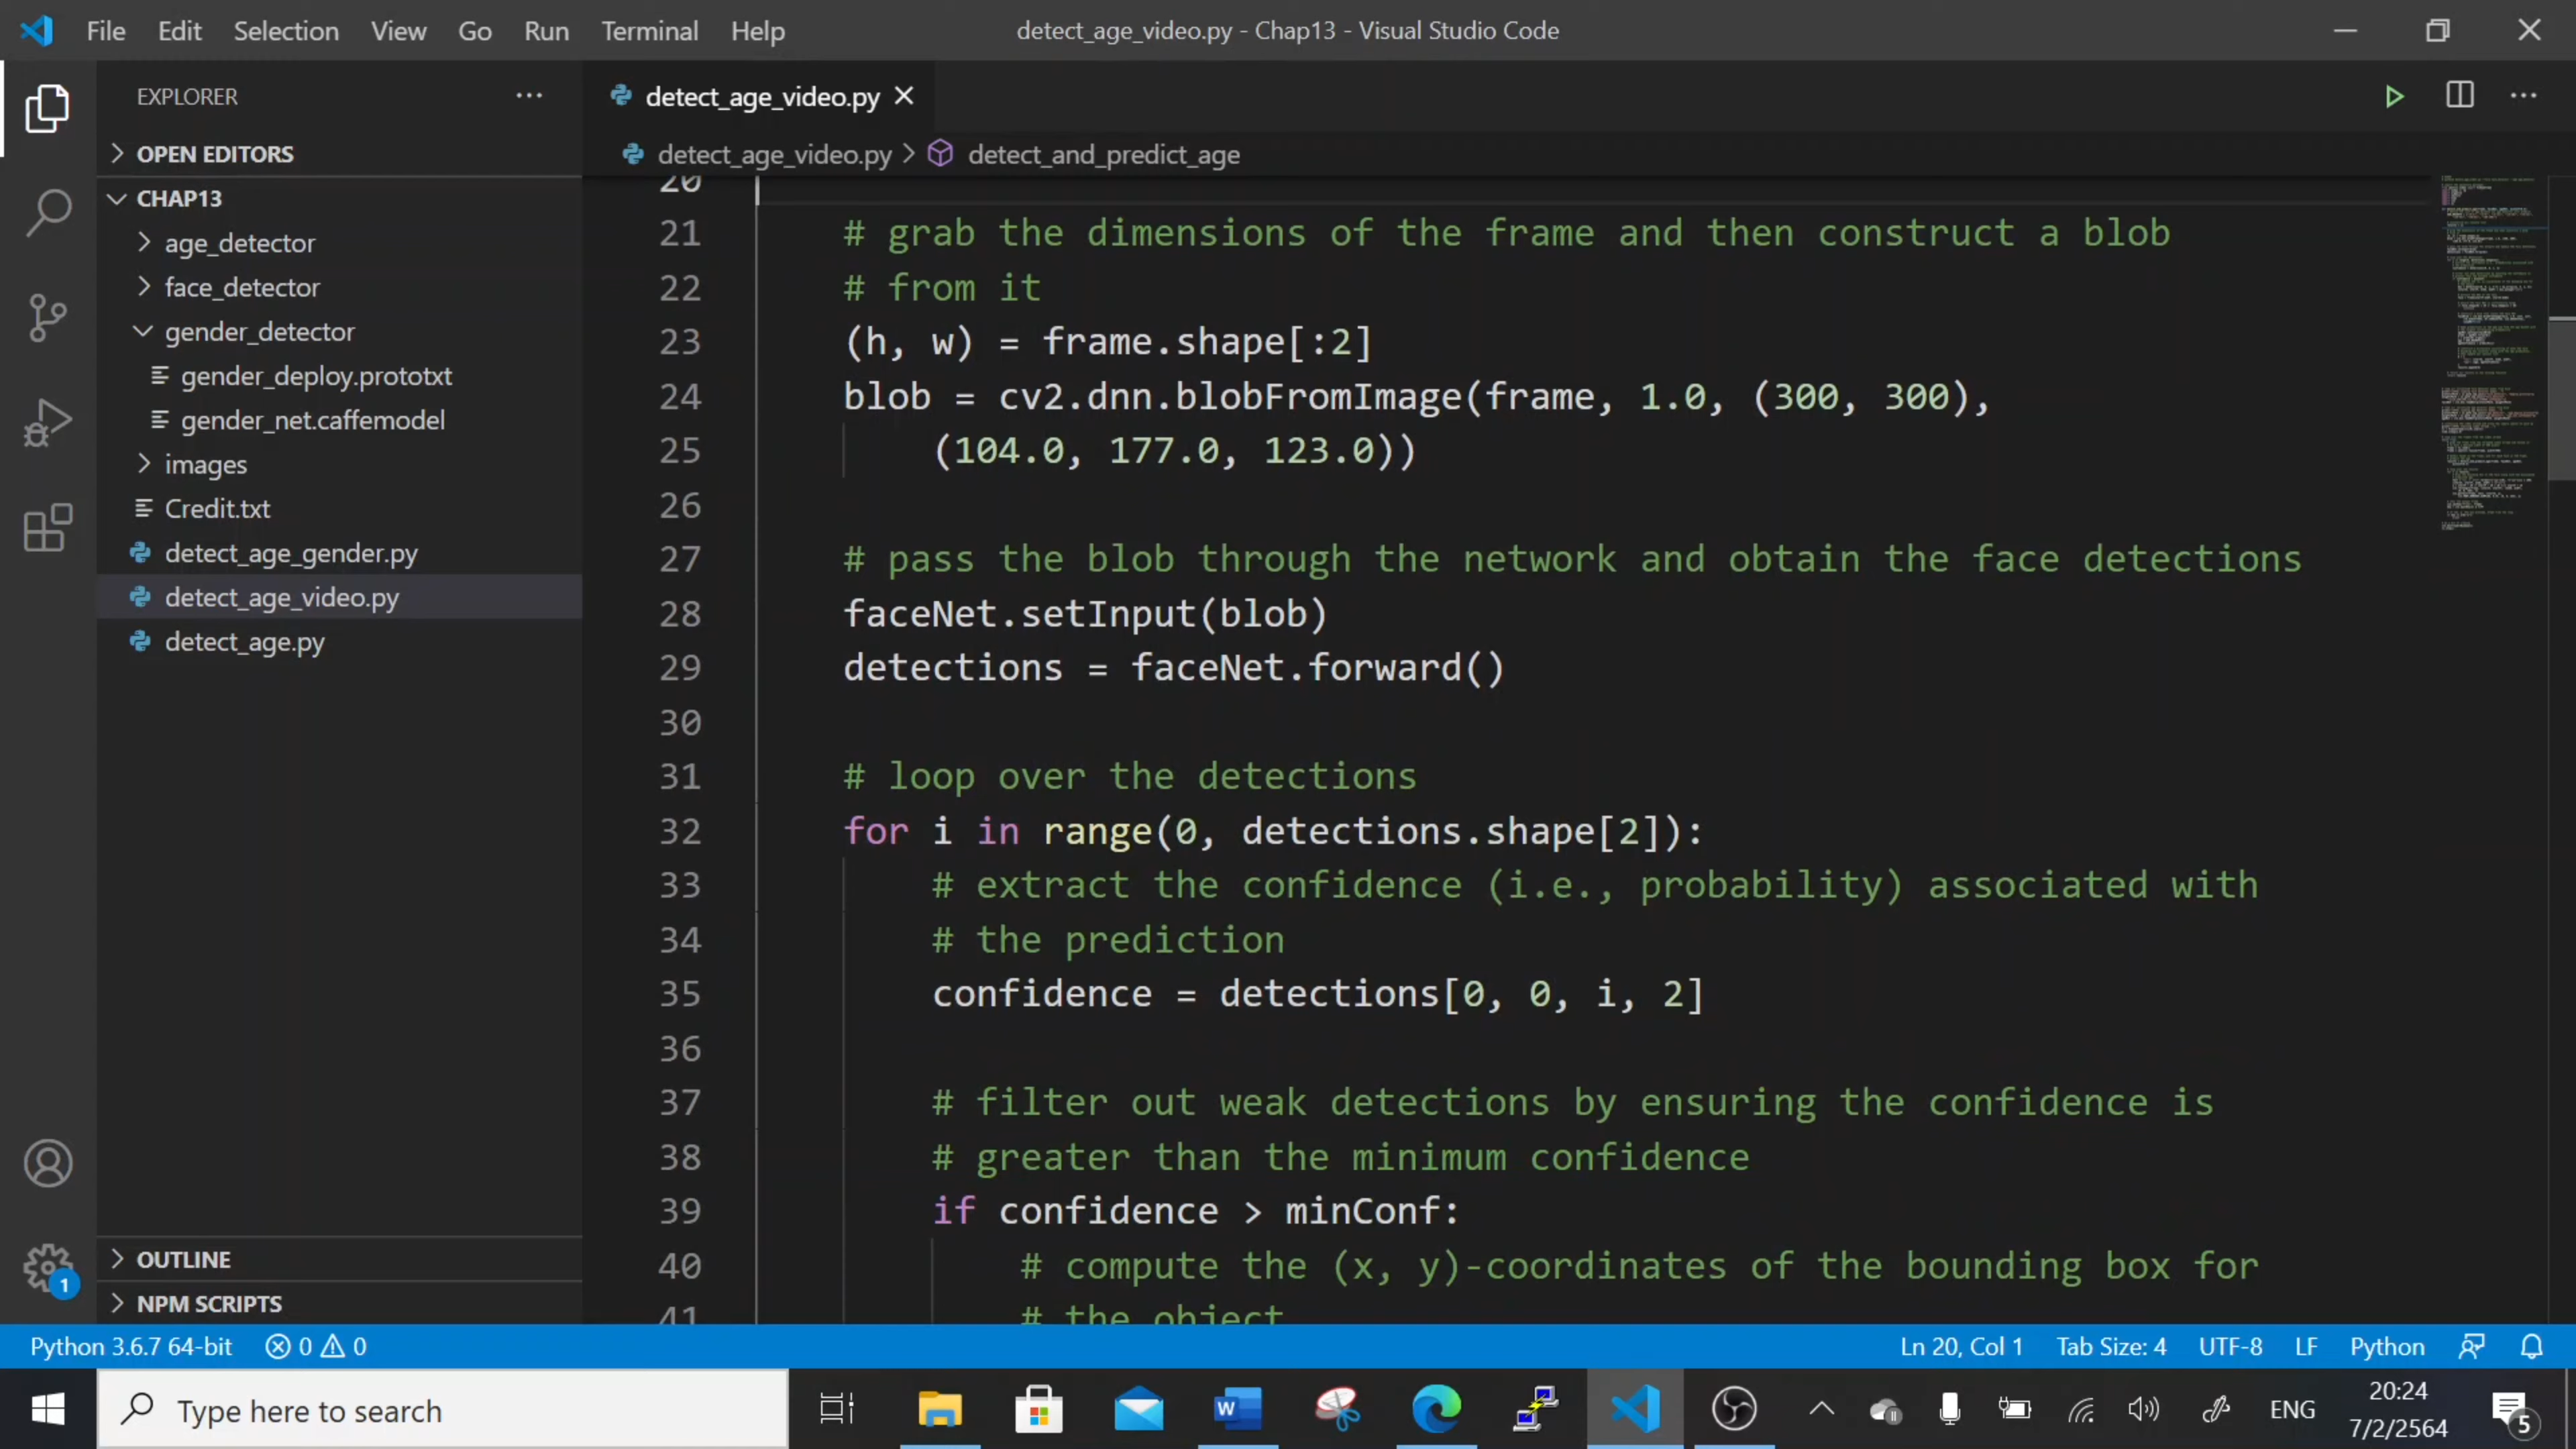 File Edit Selection View Go Run Terminal Help
detect_age_video.py - Chap13 - Visual Studio Code
EXPLORER
OPEN EDITORS
CHAP13
age_detector
face_detector
gender_detector
gender_deploy.prototxt
gender_net.caffemodel
images
Credit.txt
detect_age_gender.py
detect_age_video.py
detect_age.py
OUTLINE
NPM SCRIPTS
detect_age_video.py
detect_age_video.py > detect_and_predict_age
20
21 # grab the dimensions of the frame and then construct a blob
22 # from it
23 (h, w) = frame.shape[:2]
24 blob = cv2.dnn.blobFromImage(frame, 1.0, (300, 300),
25 (104.0, 177.0, 123.0))
26
27 # pass the blob through the network and obtain the face detections
28 faceNet.setInput(blob)
29 detections = faceNet.forward()
30
31 # loop over the detections
32 for i in range(0, detections.shape[2]):
33 # extract the confidence (i.e., probability) associated with
34 # the prediction
35 confidence = detections[0, 0, i, 2]
36
37 # filter out weak detections by ensuring the confidence is
38 # greater than the minimum confidence
39 if confidence > minConf:
40 # compute the (x, y)-coordinates of the bounding box for
41 # the object
1
Python 3.6.7 64-bit 0 0 Ln 20, Col 1 Tab Size: 4 UTF-8 LF Python
Type here to search
W
ENG
20:24
7/2/2564
5